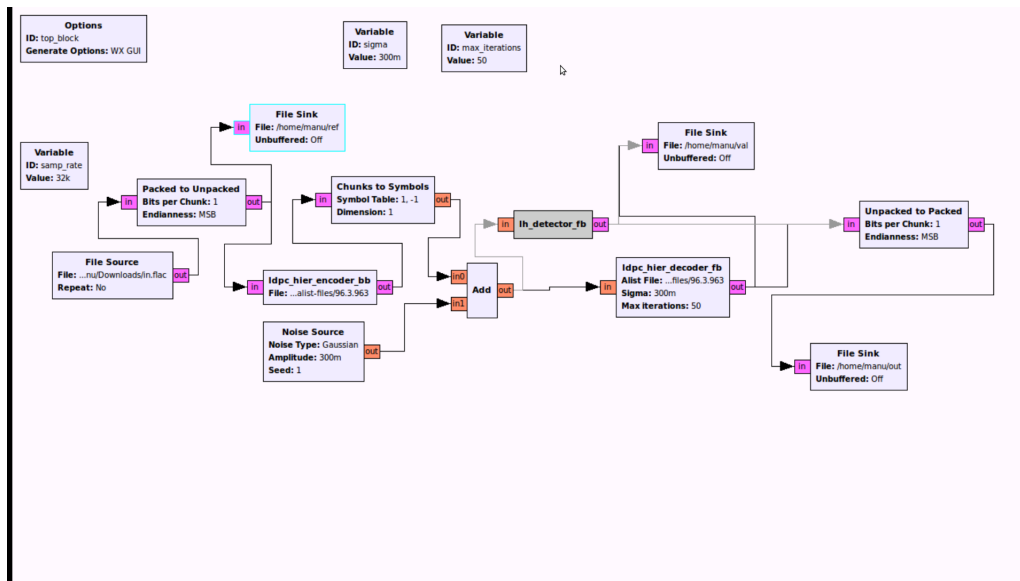 Options
ID: top_block
Generate Options: WX GUI
Variable
ID: sigma
Value: 300m
Variable
ID: max_iterations
Value: 50
Variable
ID: samp_rate
Value: 32k
in
File Sink
File: /home/manu/ref
Unbuffered: Off
in
File Sink
File: /home/manu/val
Unbuffered: Off
in
Packed to Unpacked
Bits per Chunk: 1
Endianness: MSB
out
in
Chunks to Symbols
Symbol Table: 1, -1
Dimension: 1
out
in
lh_detector_fb
out
in
Unpacked to Packed
Bits per Chunk: 1
Endianness: MSB
out
File Source
File: ...nu/Downloads/in.flac
Repeat: No
out
in
ldpc_hier_encoder_bb
File: ...alist-files/96.3.963
out
in0
in1
Add
out
in
ldpc_hier_decoder_fb
Alist File: ...files/96.3.963
Sigma: 300m
Max iterations: 50
out
Noise Source
Noise Type: Gaussian
Amplitude: 300m
Seed: 1
out
in
File Sink
File: /home/manu/out
Unbuffered: Off